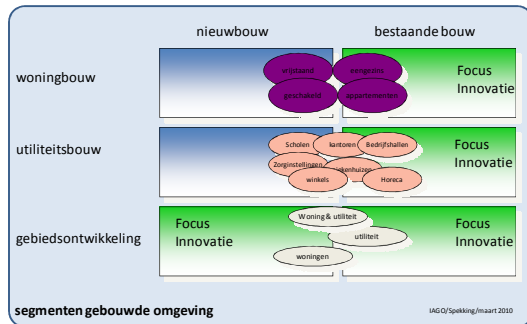 nieuwbouw
bestaande bouw
woningbouw
vrijstaand
eengezins
geschakeld
appartementen
Focus
Innovatie
utiliteitsbouw
Scholen
kantoren
Bedrijfshallen
Zorginstellingen
ziekenhuizen
winkels
Horeca
Focus
Innovatie
gebiedsontwikkeling
Focus
Innovatie
Woning & utiliteit
utiliteit
woningen
Focus
Innovatie
segmenten gebouwde omgeving
IAGO/Spekking/maart 2010